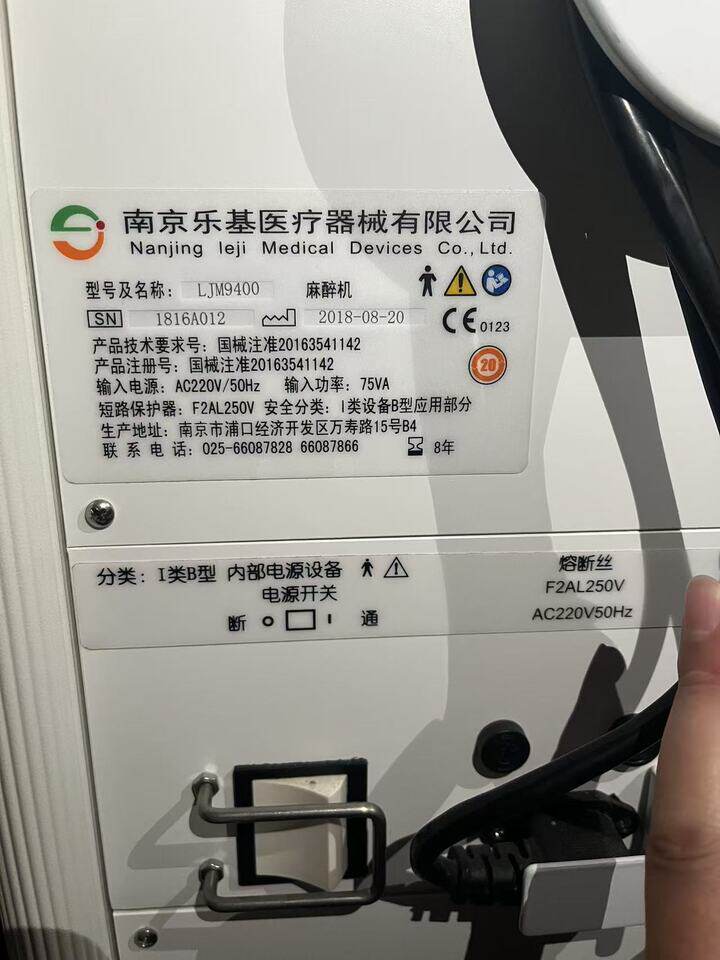 南京乐基医疗器械有限公司
Nanjing leji Medical Devices Co.,Ltd.
型号及名称: LJM9400 麻醉机
SN 1816A012 2018-08-20 CE 0123
产品技术要求号: 国械注准20163541142
产品注册号: 国械注准20163541142
20
输入电源: AC220V/50Hz 输入功率: 75VA
短路保护器: F2AL250V 安全分类: I类设备B型应用部分
生产地址: 南京市浦口经济开发区万寿路15号B4
联系电话: 025-66087828 66087866 8年
分类: I类B型 内部电源设备
电源开关
断 通
熔断丝
F2AL250V
AC220V50Hz